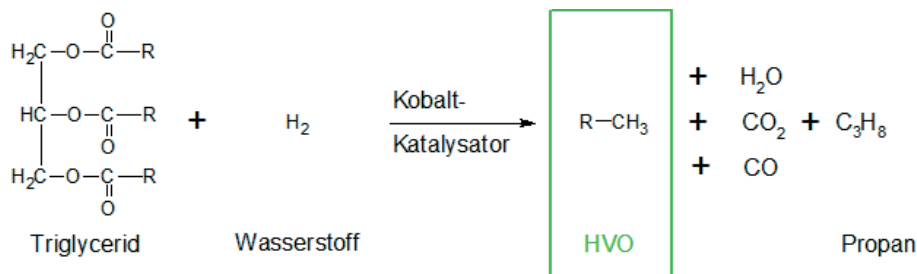 O
H₂C—O—C—R
HC—O—C—R
O
H₂C—O—C—R
O
+ H₂
Kobalt-
Katalysator
R—CH₃
+ H₂O
+ CO₂ + C₃H₈
+ CO
Triglycerid Wasserstoff HVO Propan